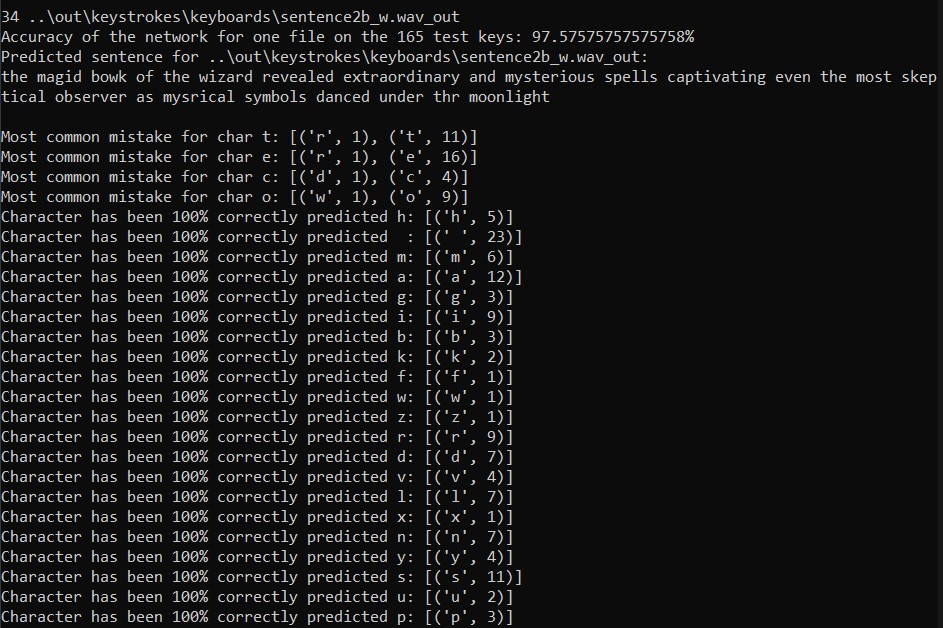 34 ..\out\keystrokes\keyboards\sentence2b_w.wav_out
Accuracy of the network for one file on the 165 test keys: 97.57575757575758%
Predicted sentence for ..\out\keystrokes\keyboards\sentence2b_w.wav_out:
the magid bowk of the wizard revealed extraordinary and mysterious spells captivating even the most skep
tical observer as mysrical symbols danced under thr moonlight
Most common mistake for char t: [('r', 1), ('t', 11)]
Most common mistake for char e: [('r', 1), ('e', 16)]
Most common mistake for char c: [('d', 1), ('c', 4)]
Most common mistake for char o: [('w', 1), ('o', 9)]
Character has been 100% correctly predicted h: [('h', 5)]
Character has been 100% correctly predicted  : [(' ', 23)]
Character has been 100% correctly predicted m: [('m', 6)]
Character has been 100% correctly predicted a: [('a', 12)]
Character has been 100% correctly predicted g: [('g', 3)]
Character has been 100% correctly predicted i: [('i', 9)]
Character has been 100% correctly predicted b: [('b', 3)]
Character has been 100% correctly predicted k: [('k', 2)]
Character has been 100% correctly predicted f: [('f', 1)]
Character has been 100% correctly predicted w: [('w', 1)]
Character has been 100% correctly predicted z: [('z', 1)]
Character has been 100% correctly predicted r: [('r', 9)]
Character has been 100% correctly predicted d: [('d', 7)]
Character has been 100% correctly predicted v: [('v', 4)]
Character has been 100% correctly predicted l: [('l', 7)]
Character has been 100% correctly predicted x: [('x', 1)]
Character has been 100% correctly predicted n: [('n', 7)]
Character has been 100% correctly predicted y: [('y', 4)]
Character has been 100% correctly predicted s: [('s', 11)]
Character has been 100% correctly predicted u: [('u', 2)]
Character has been 100% correctly predicted p: [('p', 3)]